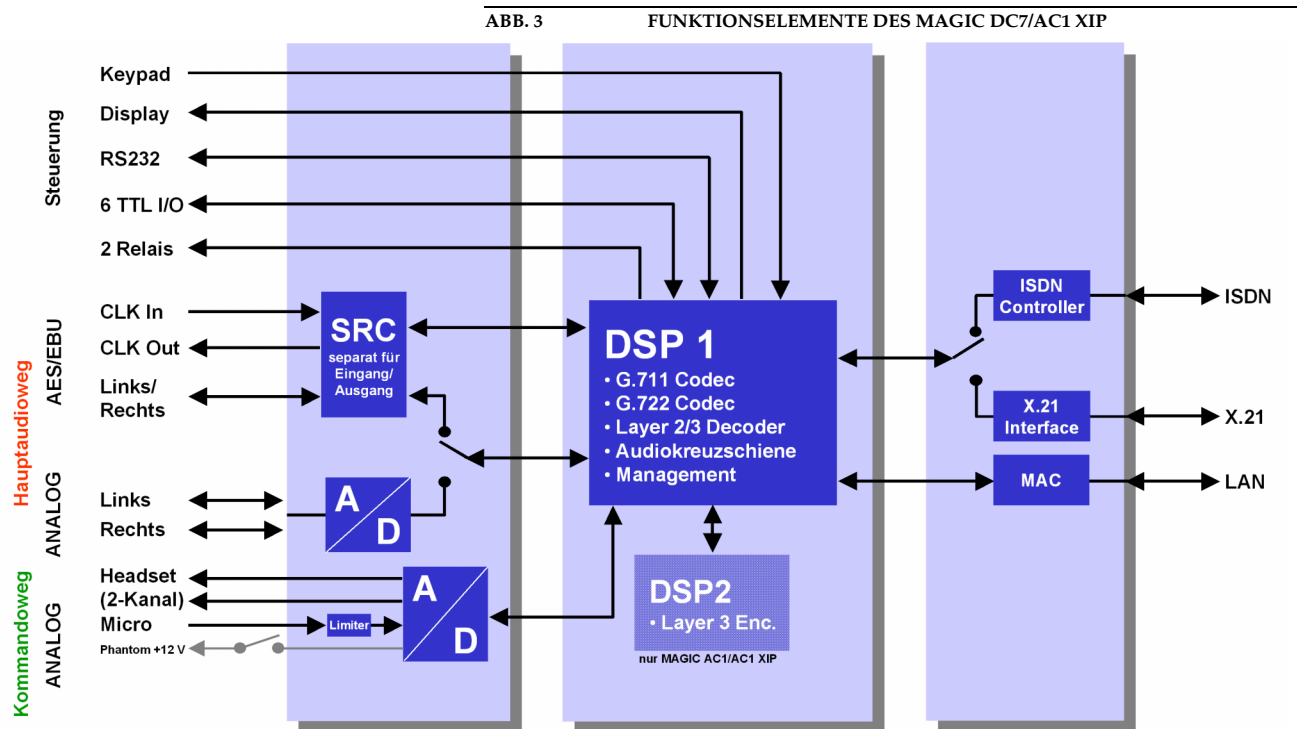 ABB. 3 FUNKTIONSELEMENTE DES MAGIC DC7/AC1 XIP
Steuerung
Keypad
Display
RS232
6 TTL I/O
2 Relais
Hauptaudioweg
AES/EBU
CLK In
CLK Out
Links/
Rechts
ANALOG
Links
Rechts
Kommandoweg
ANALOG
Headset
(2-Kanal)
Micro
Phantom +12 V
SRC
separat für
Eingang/
Ausgang
A
D
Limiter
A
D
DSP 1
• G.711 Codec
• G.722 Codec
• Layer 2/3 Decoder
• Audiokreuzschiene
• Management
DSP2
• Layer 3 Enc.
nur MAGIC AC1/AC1 XIP
ISDN
Controller
X.21
Interface
MAC
ISDN
X.21
LAN